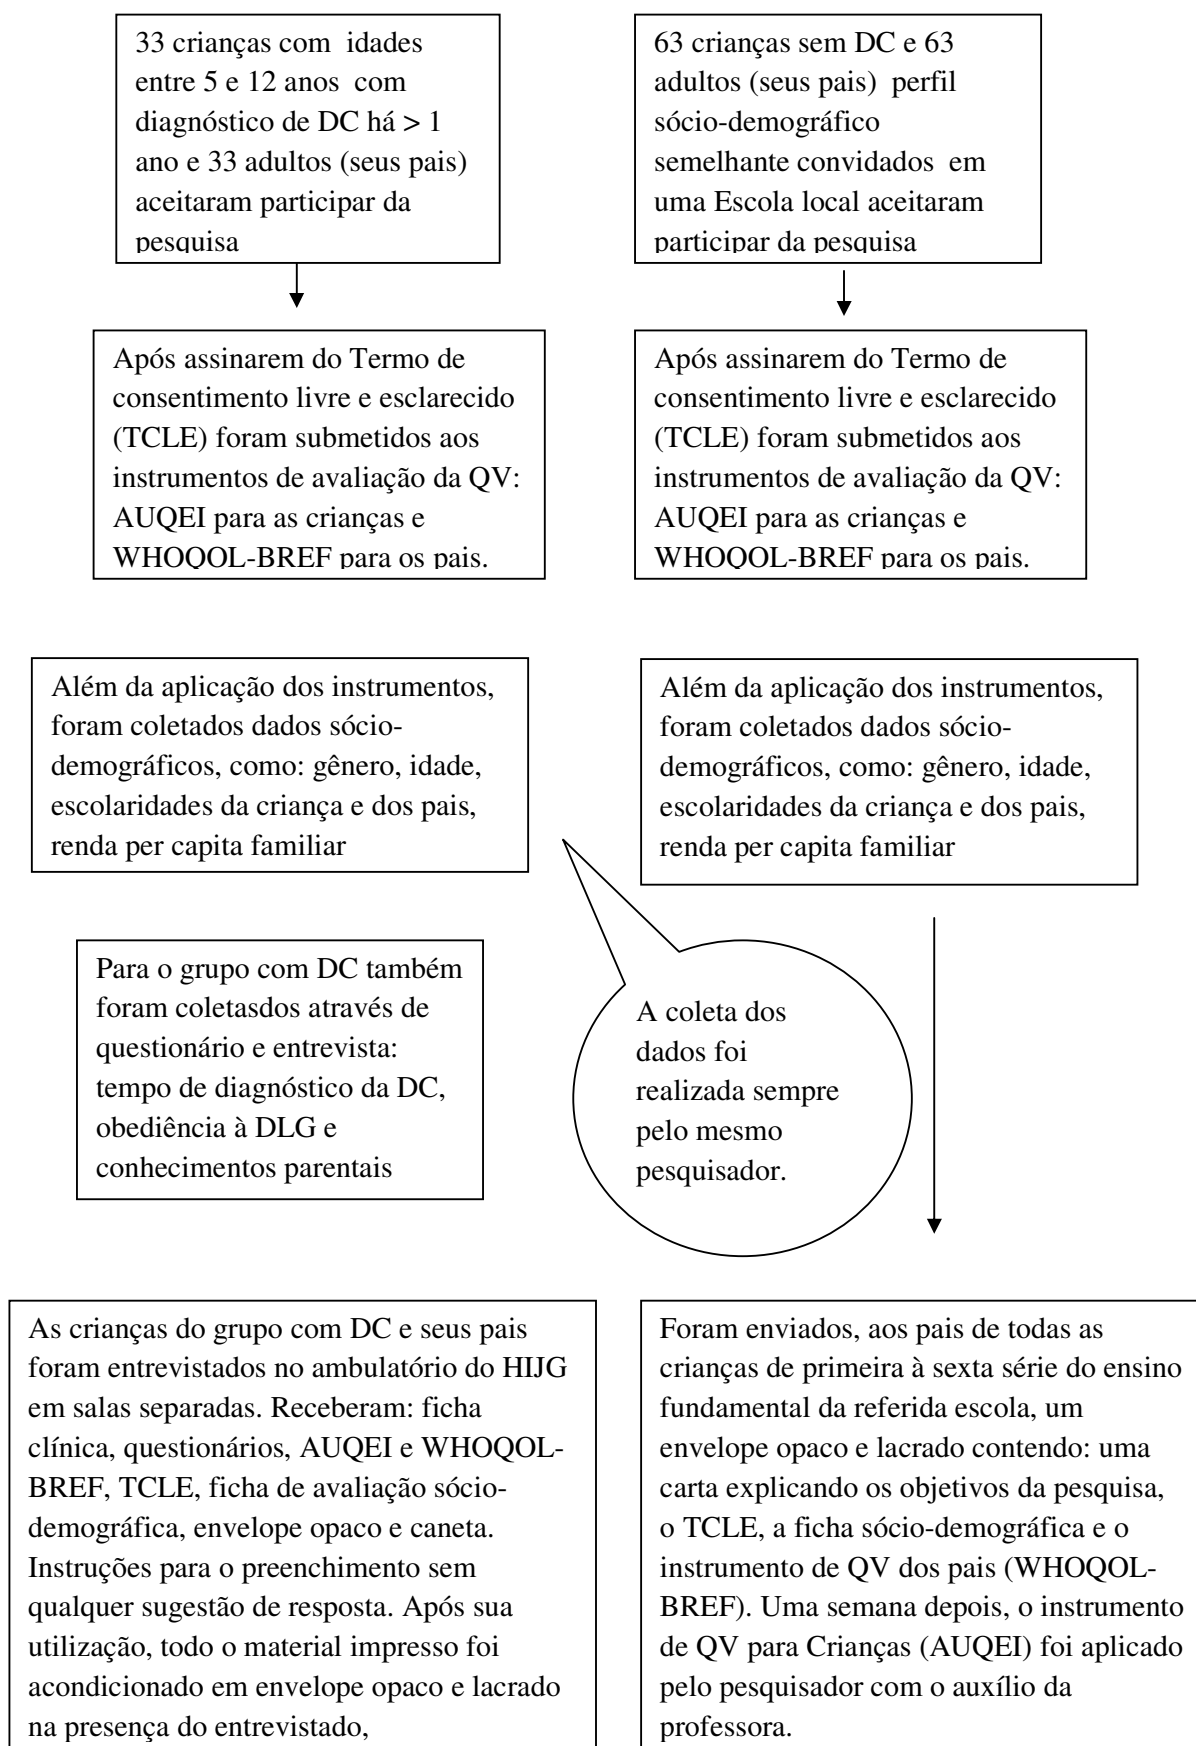 33 crianças com idades
entre 5 e 12 anos com
diagnóstico de DC há > 1
ano e 33 adultos (seus pais)
aceitaram participar da
pesquisa
63 crianças sem DC e 63
adultos (seus pais) perfil
sócio-demográfico
semelhante convidados em
uma Escola local aceitaram
participar da pesquisa
Após assinarem do Termo de
consentimento livre e esclarecido
(TCLE) foram submetidos aos
instrumentos de avaliação da QV:
AUQEI para as crianças e
WHOQOL-BREF para os pais.
Após assinarem do Termo de
consentimento livre e esclarecido
(TCLE) foram submetidos aos
instrumentos de avaliação da QV:
AUQEI para as crianças e
WHOQOL-BREF para os pais.
Além da aplicação dos instrumentos,
foram coletados dados sócio-
demográficos, como: gênero, idade,
escolaridades da criança e dos pais,
renda per capita familiar
Além da aplicação dos instrumentos,
foram coletados dados sócio-
demográficos, como: gênero, idade,
escolaridades da criança e dos pais,
renda per capita familiar
Para o grupo com DC também
foram coletasdos através de
questionário e entrevista:
tempo de diagnóstico da DC,
obediência à DLG e
conhecimentos parentais
A coleta dos
dados foi
realizada sempre
pelo mesmo
pesquisador.
As crianças do grupo com DC e seus pais
foram entrevistados no ambulatório do HIJG
em salas separadas. Receberam: ficha
clínica, questionários, AUQEI e WHOQOL-
BREF, TCLE, ficha de avaliação sócio-
demográfica, envelope opaco e caneta.
Instruções para o preenchimento sem
qualquer sugestão de resposta. Após sua
utilização, todo o material impresso foi
acondicionado em envelope opaco e lacrado
na presença do entrevistado,
Foram enviados, aos pais de todas as
crianças de primeira à sexta série do ensino
fundamental da referida escola, um
envelope opaco e lacrado contendo: uma
carta explicando os objetivos da pesquisa,
o TCLE, a ficha sócio-demográfica e o
instrumento de QV dos pais (WHOQOL-
BREF). Uma semana depois, o instrumento
de QV para Crianças (AUQEI) foi aplicado
pelo pesquisador com o auxílio da
professora.